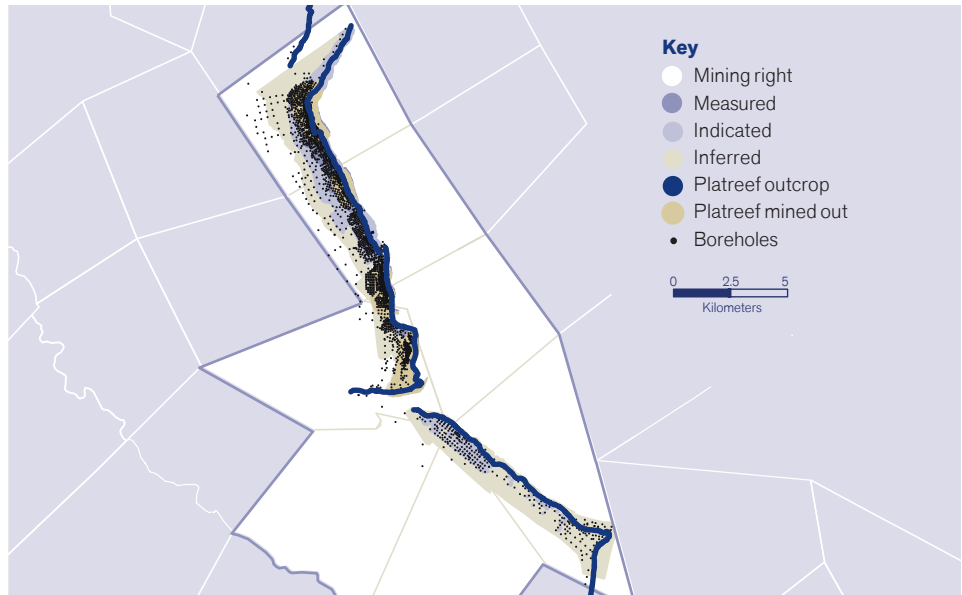 Key
Mining right
Measured
Indicated
Inferred
Platreef outcrop
Platreef mined out
Boreholes
0 2.5 5
Kilometers